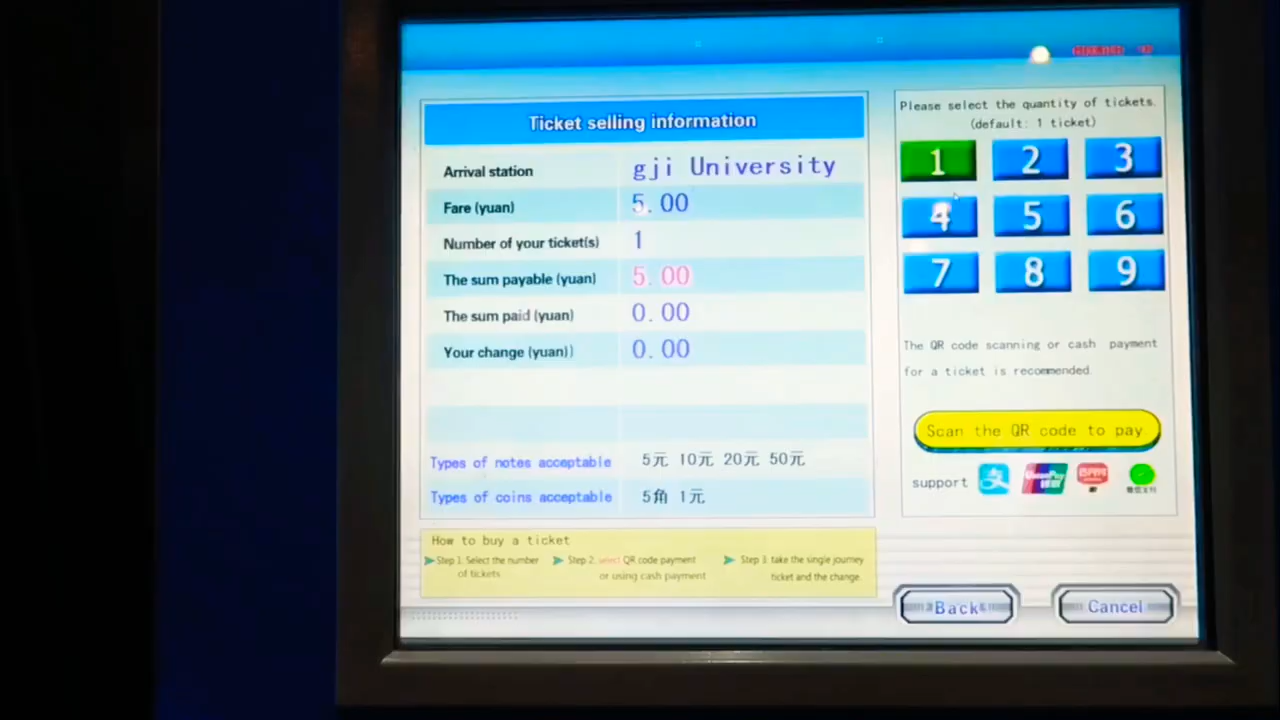 Ticket selling information
Arrival station gji University
Fare (yuan) 5.00
Number of your ticket(s) 1
The sum payable (yuan) 5.00
The sum paid (yuan) 0.00
Your change (yuan)) 0.00
Types of notes acceptable 5元 10元 20元 50元
Types of coins acceptable 5角 1元
How to buy a ticket
Step 1: Select the number of tickets
Step 2: select QR code payment or using cash payment
Step 3: take the single journey ticket and the change.
Please select the quantity of tickets.
(default: 1 ticket)
1 2 3
4 5 6
7 8 9
The QR code scanning or cash payment
for a ticket is recommended.
Scan the QR code to pay
support
UnionPay
Back
Cancel